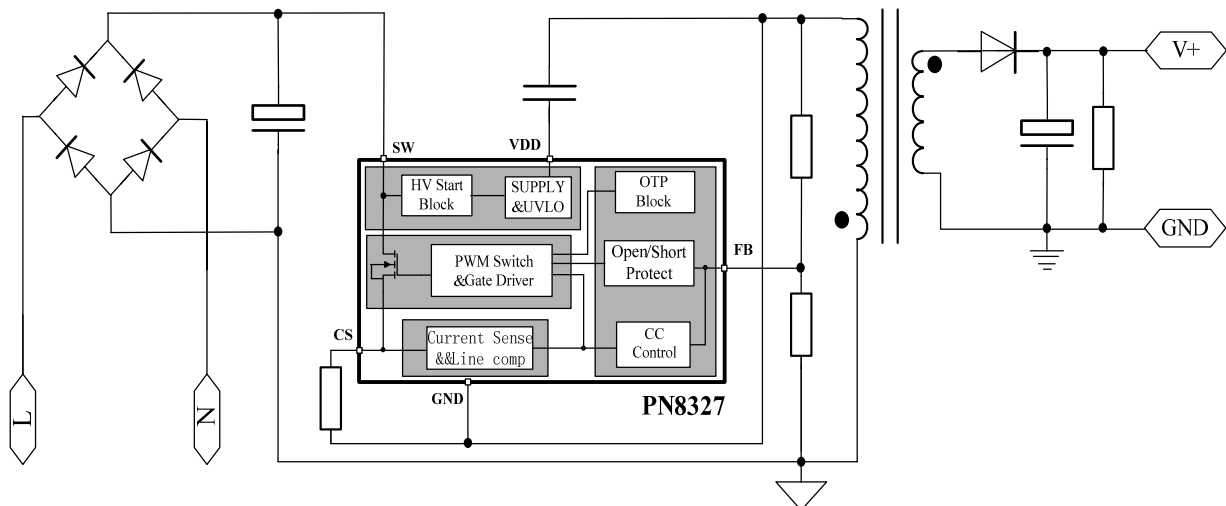 V+
SW
VDD
HV Start
Block
SUPPLY
&UVLO
OTP
Block
GND
PWM Switch
&Gate Driver
Open/Short
Protect
FB
CS
Current Sense
&&Line comp
CC
Control
GND
PN8327
L
N